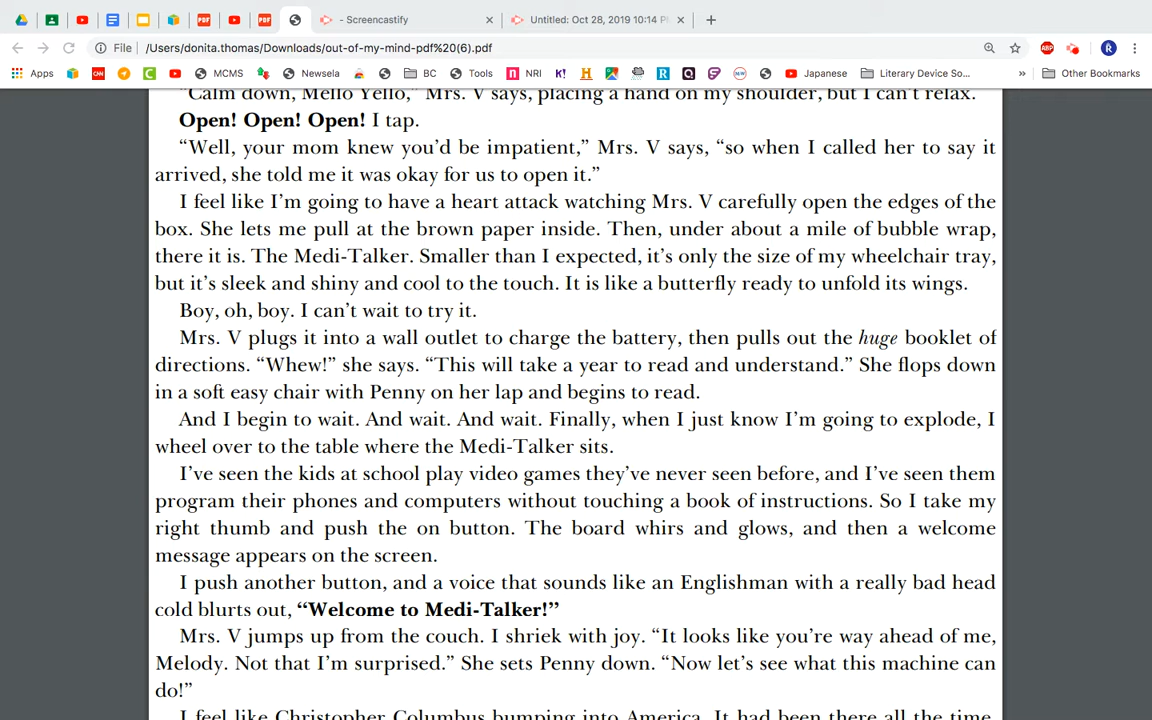 - Screencastify
Untitled: Oct 28, 2019 10:14 P
File /Users/donita.thomas/Downloads/out-of-my-mind-pdf%20(6).pdf
Apps MCMS Newsela BC Tools NRI Japanese Literary Device So... » Other Bookmarks
“Calm down, Mello Yello,” Mrs. V says, placing a hand on my shoulder, but I can’t relax.
Open! Open! Open! I tap.
“Well, your mom knew you’d be impatient,” Mrs. V says, “so when I called her to say it
arrived, she told me it was okay for us to open it.”
I feel like I’m going to have a heart attack watching Mrs. V carefully open the edges of the
box. She lets me pull at the brown paper inside. Then, under about a mile of bubble wrap,
there it is. The Medi-Talker. Smaller than I expected, it’s only the size of my wheelchair tray,
but it’s sleek and shiny and cool to the touch. It is like a butterfly ready to unfold its wings.
Boy, oh, boy. I can’t wait to try it.
Mrs. V plugs it into a wall outlet to charge the battery, then pulls out the huge booklet of
directions. “Whew!” she says. “This will take a year to read and understand.” She flops down
in a soft easy chair with Penny on her lap and begins to read.
And I begin to wait. And wait. And wait. Finally, when I just know I’m going to explode, I
wheel over to the table where the Medi-Talker sits.
I’ve seen the kids at school play video games they’ve never seen before, and I’ve seen them
program their phones and computers without touching a book of instructions. So I take my
right thumb and push the on button. The board whirs and glows, and then a welcome
message appears on the screen.
I push another button, and a voice that sounds like an Englishman with a really bad head
cold blurts out, “Welcome to Medi-Talker!”
Mrs. V jumps up from the couch. I shriek with joy. “It looks like you’re way ahead of me,
Melody. Not that I’m surprised.” She sets Penny down. “Now let’s see what this machine can
do!”
I feel like Christopher Columbus bumping into America. It had been there all the time,